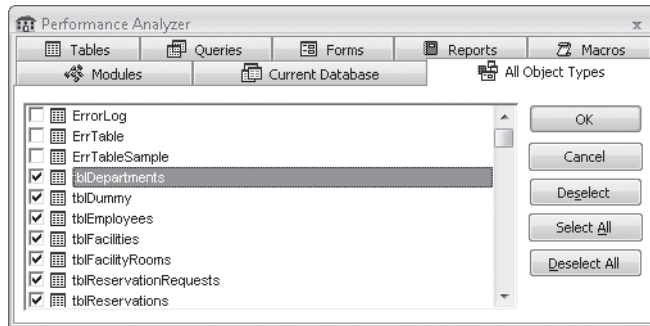 Performance Analyzer
x
Tables Queries Forms Reports Macros
Modules Current Database All Object Types
ErrorLog
ErrTable
ErrTableSample
tblDepartments
tblDummy
tblEmployees
tblFacilities
tblFacilityRooms
tblReservationRequests
tblReservations
OK
Cancel
Deselect
Select All
Deselect All